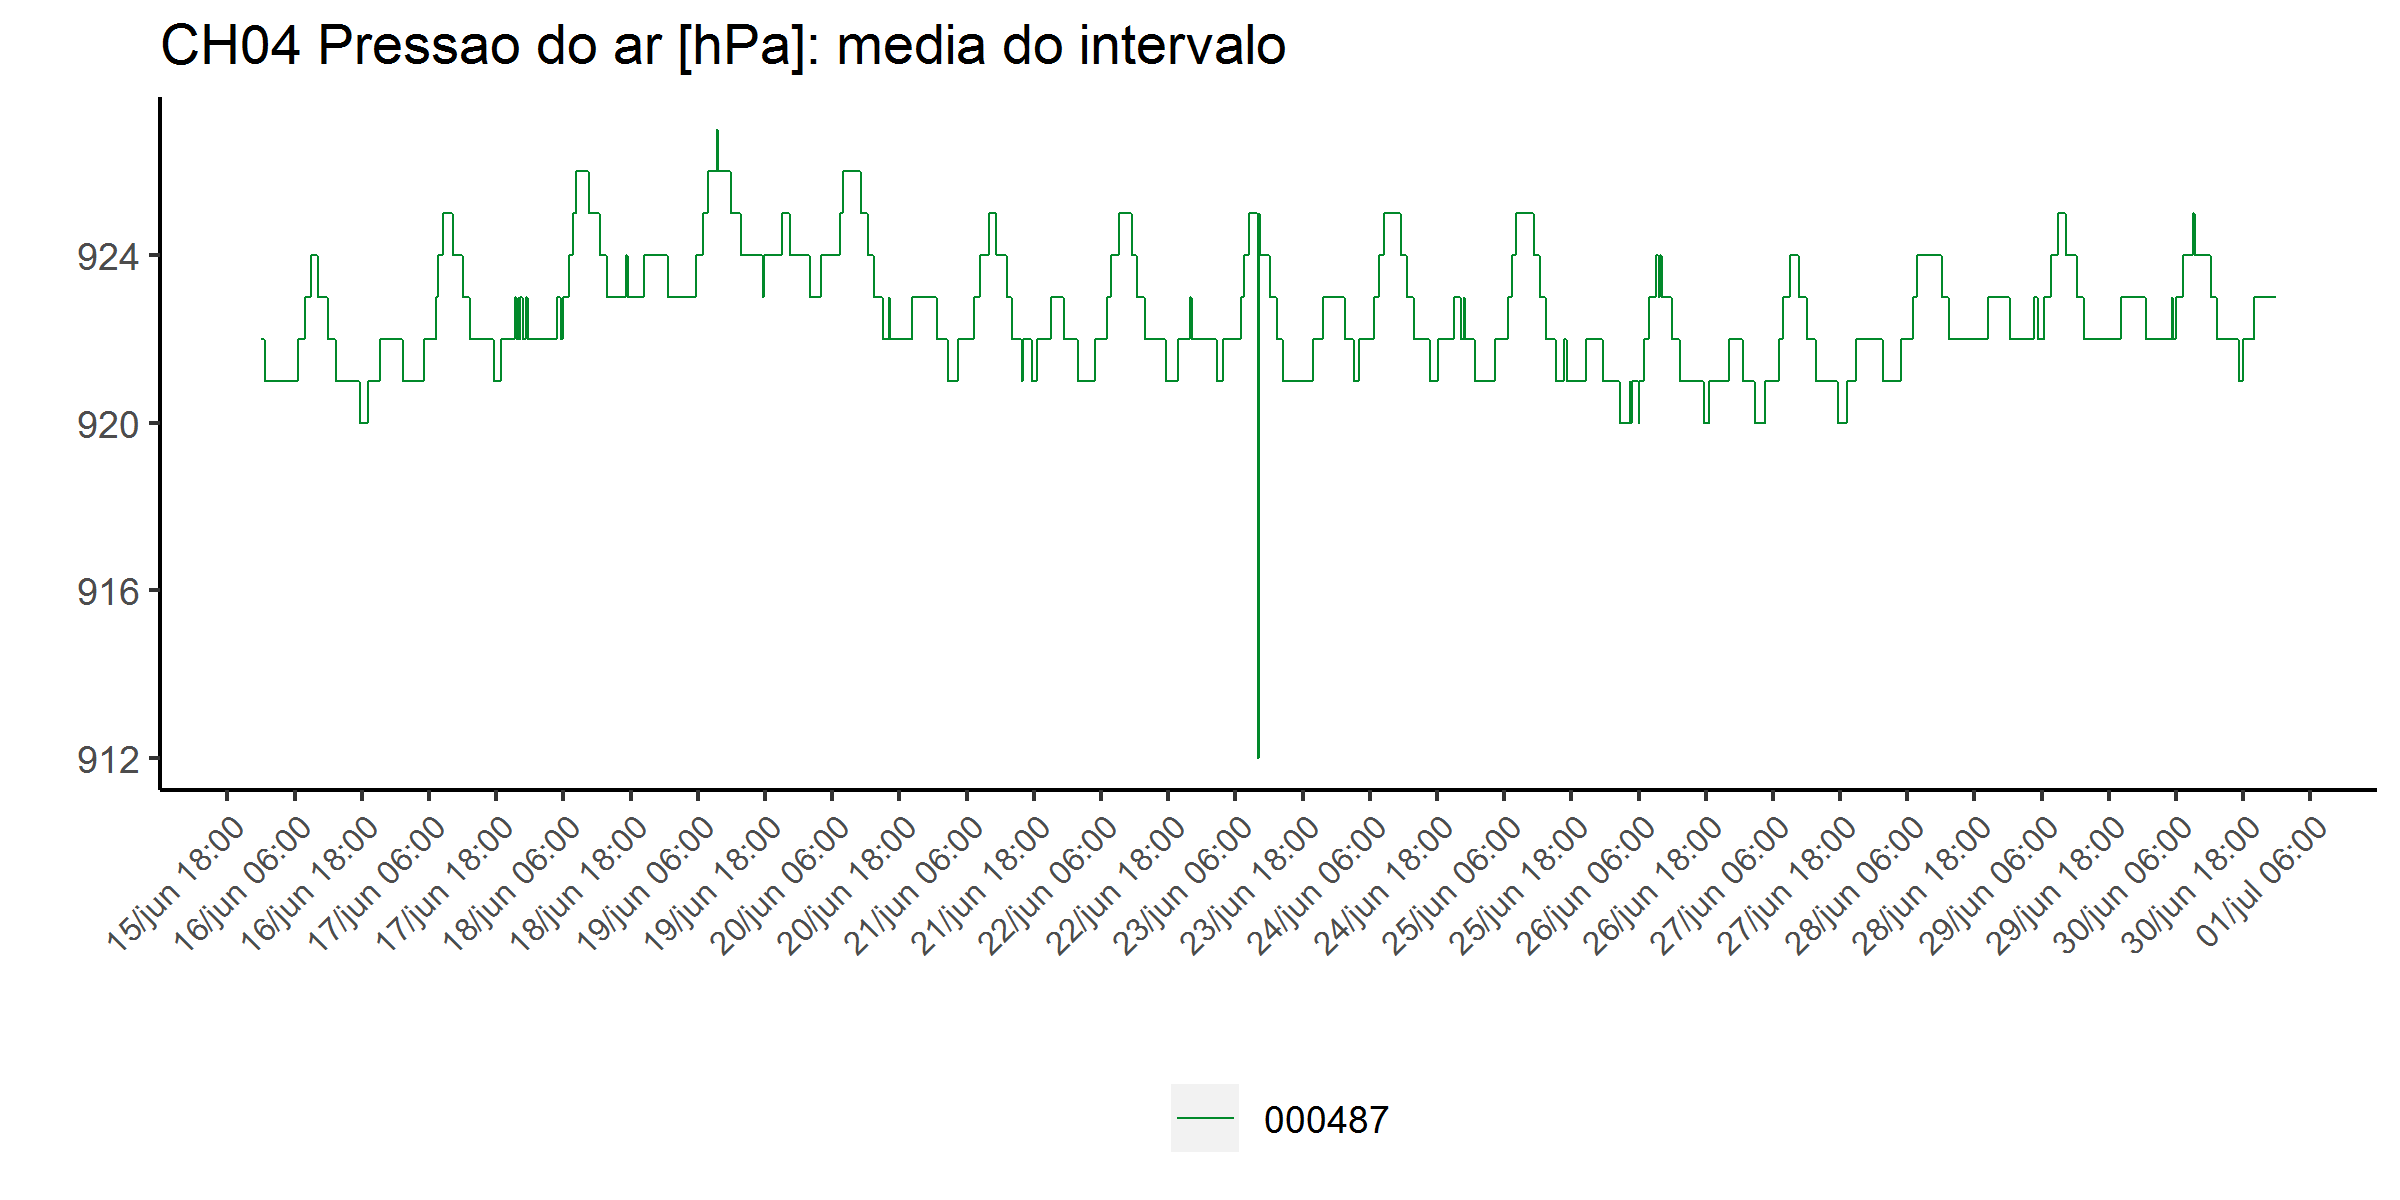 CH04 Pressao do ar [hPa]: media do intervalo
924
920
916
912
15/jun 18:00
16/jun 06:00
16/jun 18:00
17/jun 06:00
17/jun 18:00
18/jun 06:00
18/jun 18:00
19/jun 06:00
19/jun 18:00
20/jun 06:00
20/jun 18:00
21/jun 06:00
21/jun 18:00
22/jun 06:00
22/jun 18:00
23/jun 06:00
23/jun 18:00
24/jun 06:00
24/jun 18:00
25/jun 06:00
25/jun 18:00
26/jun 06:00
26/jun 18:00
27/jun 06:00
27/jun 18:00
28/jun 06:00
28/jun 18:00
29/jun 06:00
29/jun 18:00
30/jun 06:00
30/jun 18:00
01/jul 06:00
000487